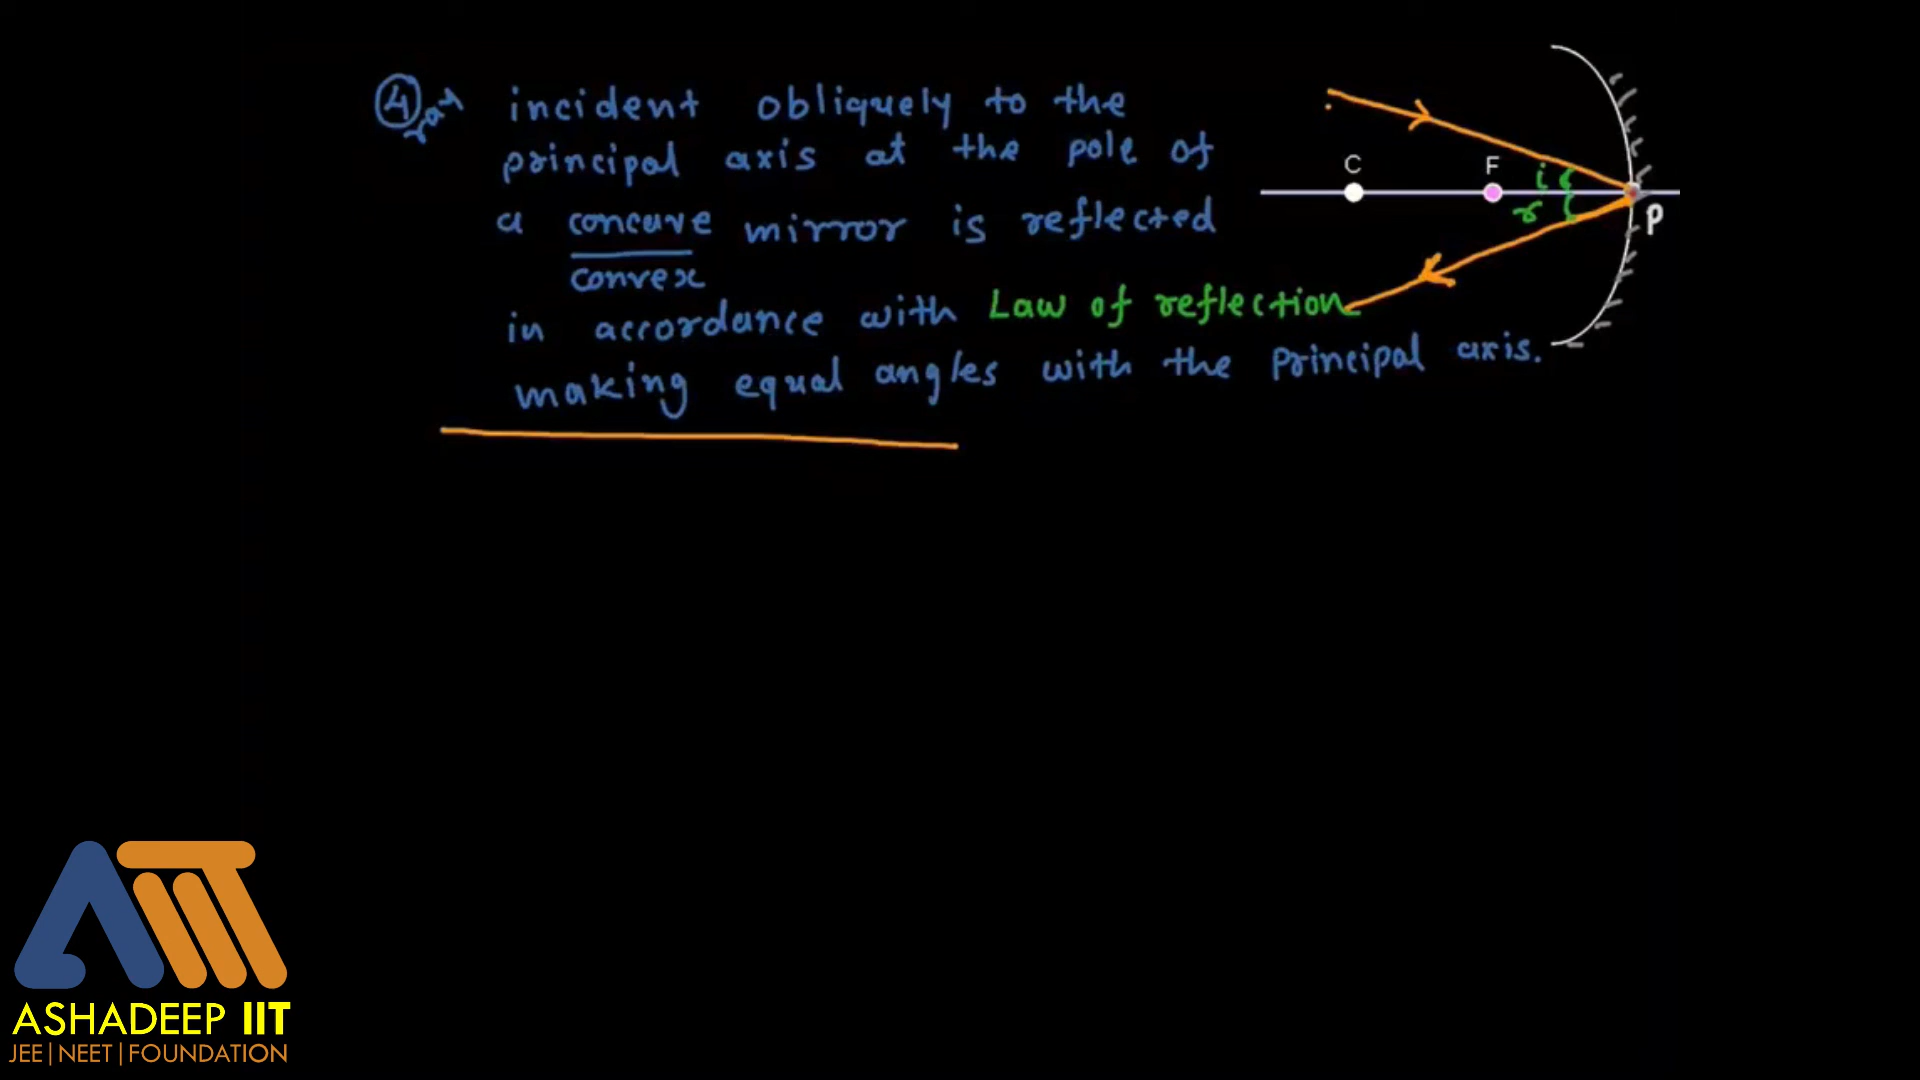 4 ray incident obliquely to the
principal axis at the pole of
a concave mirror is reflected
convex
in accordance with Law of reflection
making equal angles with the principal axis.
C
F
i
r
P
ASHADEEP IIT
JEE|NEET|FOUNDATION